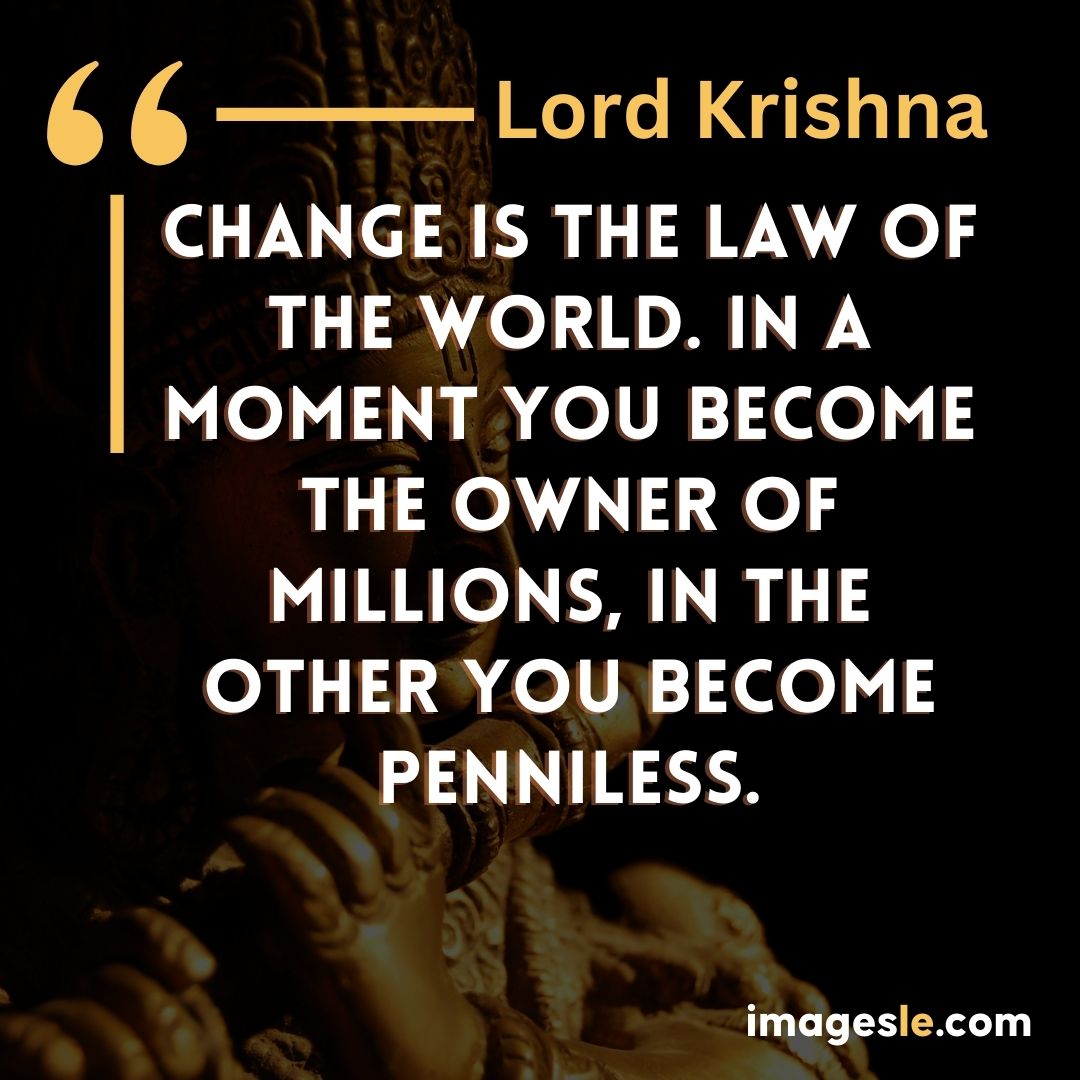 “ Lord Krishna
CHANGE IS THE LAW OF
THE WORLD. IN A
MOMENT YOU BECOME
THE OWNER OF
MILLIONS, IN THE
OTHER YOU BECOME
PENNILESS.
imagesle.com